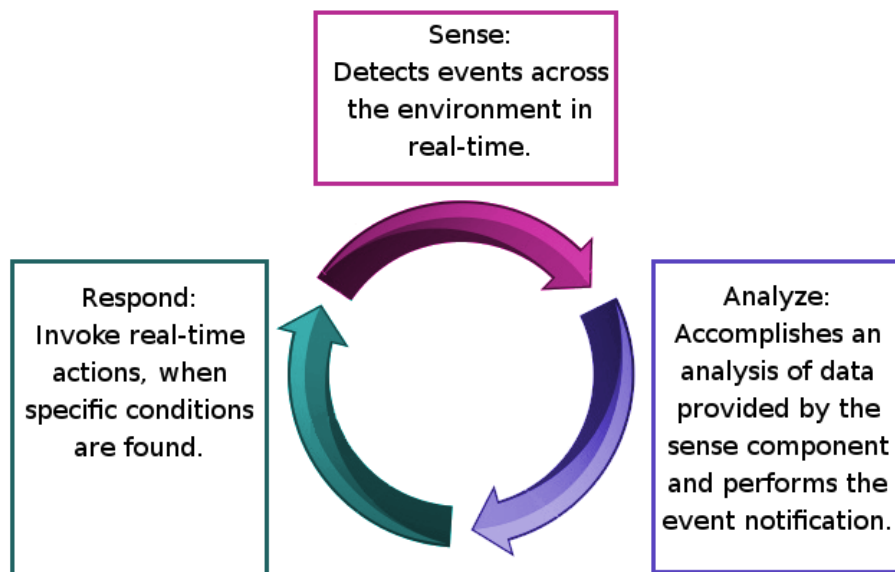 Sense:
Detects events across
the environment in
real-time.
Respond:
Invoke real-time
actions, when
specific conditions
are found.
Analyze:
Accomplishes an
analysis of data
provided by the
sense component
and performs the
event notification.